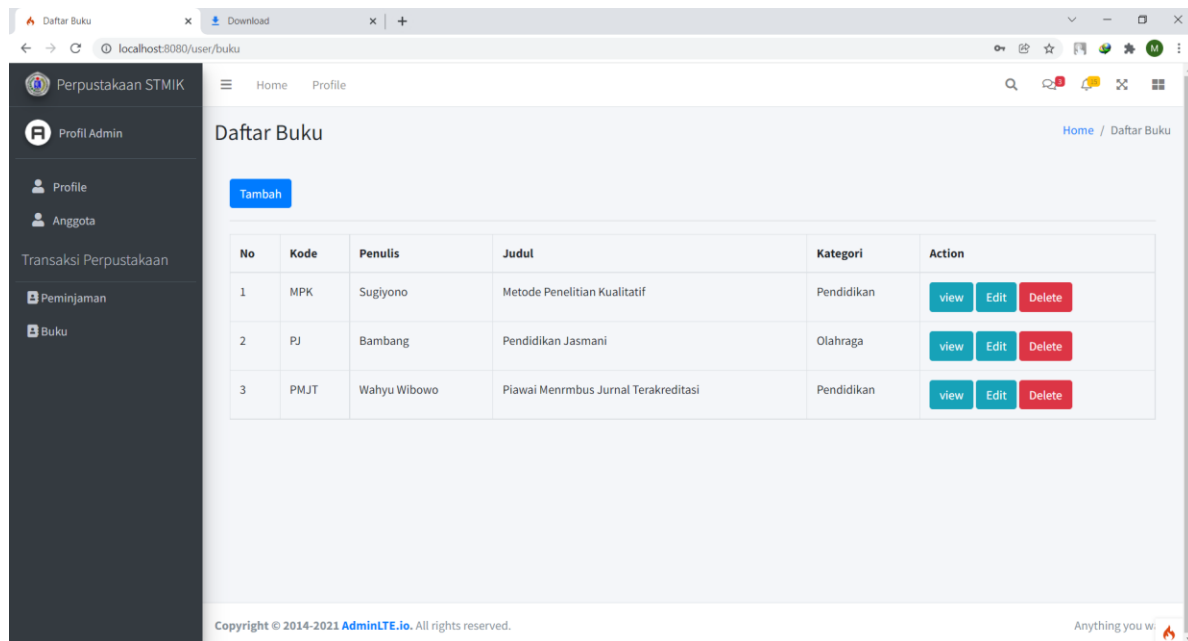 Daftar Buku
Download
localhost:8080/user/buku
M
Perpustakaan STMIK
Home Profile
3
15
Profil Admin
Daftar Buku
Home / Daftar Buku
Profile
Tambah
Anggota
Transaksi Perpustakaan
No Kode Penulis Judul Kategori Action
Peminjaman
1 MPK Sugiyono Metode Penelitian Kualitatif Pendidikan view Edit Delete
Buku
2 PJ Bambang Pendidikan Jasmani Olahraga view Edit Delete
3 PMJT Wahyu Wibowo Piawai Menrmbus Jurnal Terakreditasi Pendidikan view Edit Delete
Copyright © 2014-2021 AdminLTE.io. All rights reserved.
Anything you w